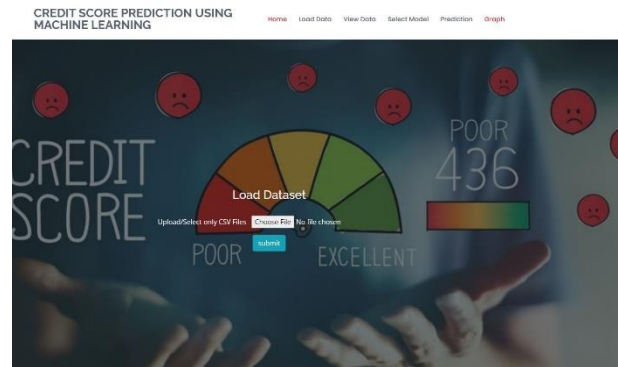 CREDIT SCORE PREDICTION USING
MACHINE LEARNING
Home Load Data View Data Select Model Prediction Graph
CREDIT
SCORE
POOR
436
Load Dataset
Upload/Select only CSV Files Choose File No file chosen
submit
POOR EXCELLENT